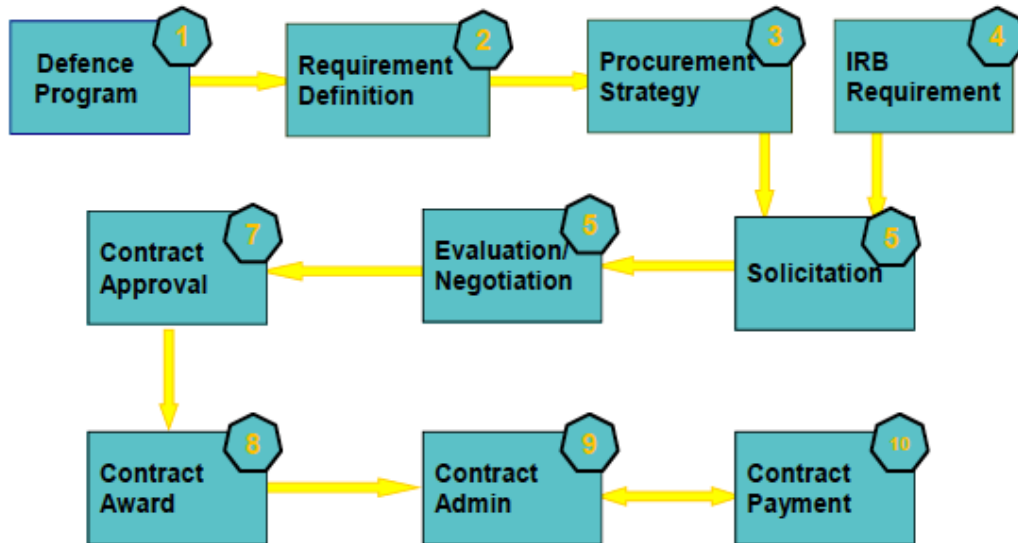 1
Defence
Program
2
Requirement
Definition
3
Procurement
Strategy
4
IRB
Requirement
5
Solicitation
5
Evaluation/
Negotiation
7
Contract
Approval
8
Contract
Award
9
Contract
Admin
10
Contract
Payment